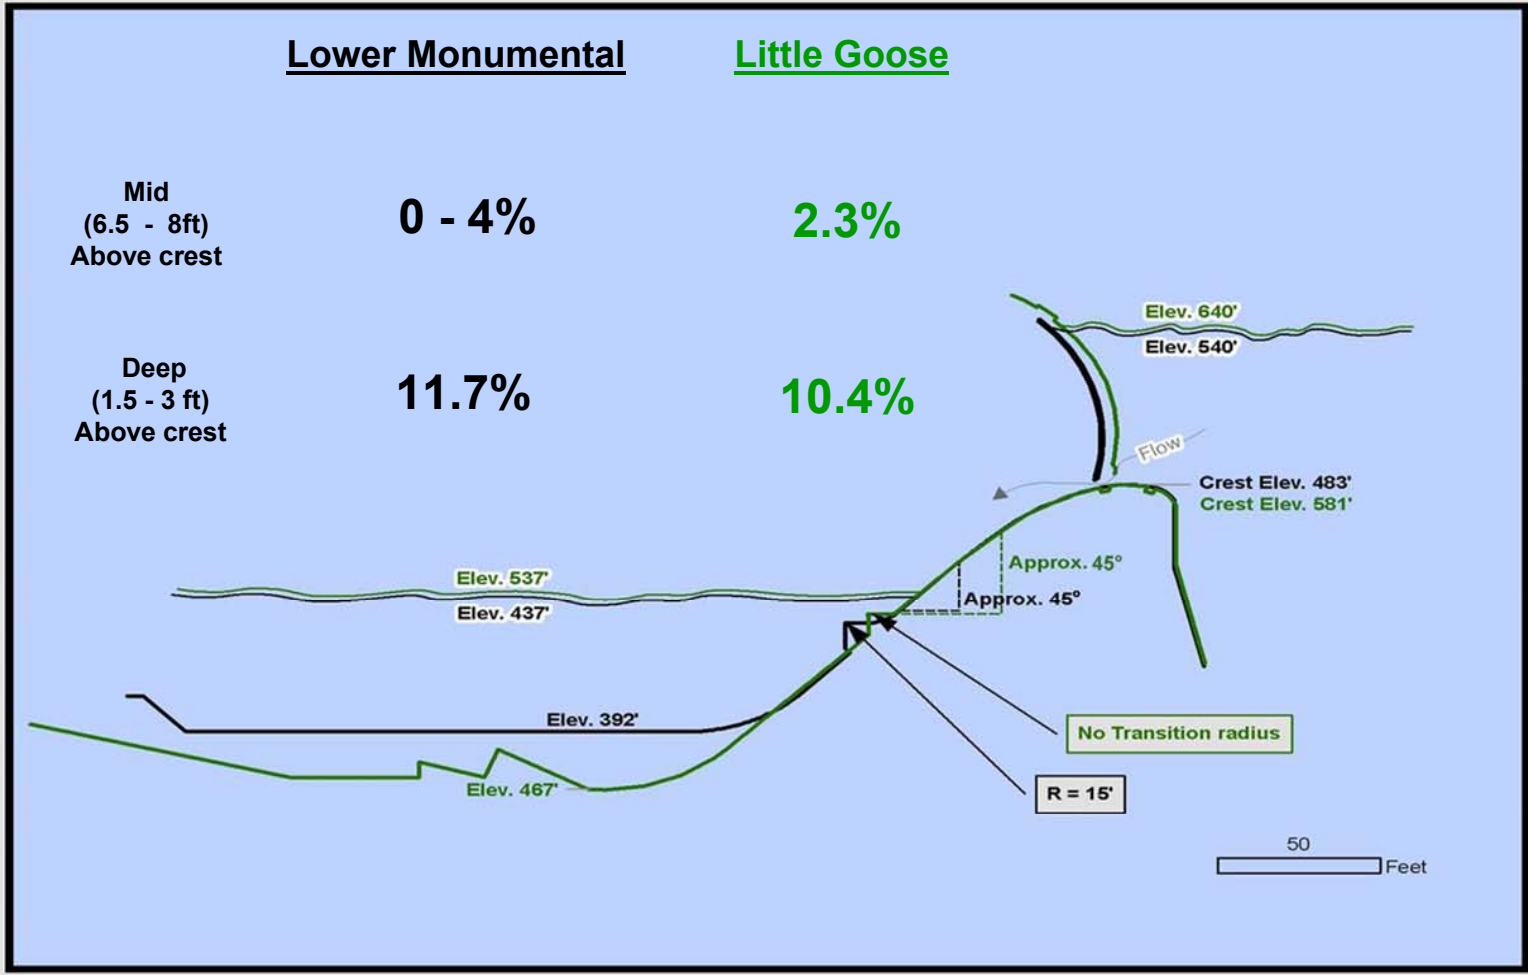 Lower Monumental Little Goose
Mid
(6.5 - 8ft)
Above crest
0 - 4%
2.3%
Deep
(1.5 - 3 ft)
Above crest
11.7%
10.4%
Elev. 640'
Elev. 540'
Flow
Crest Elev. 483'
Crest Elev. 581'
Approx. 45°
Approx. 45°
Elev. 537'
Elev. 437'
Elev. 392'
Elev. 467'
No Transition radius
R = 15'
50
Feet